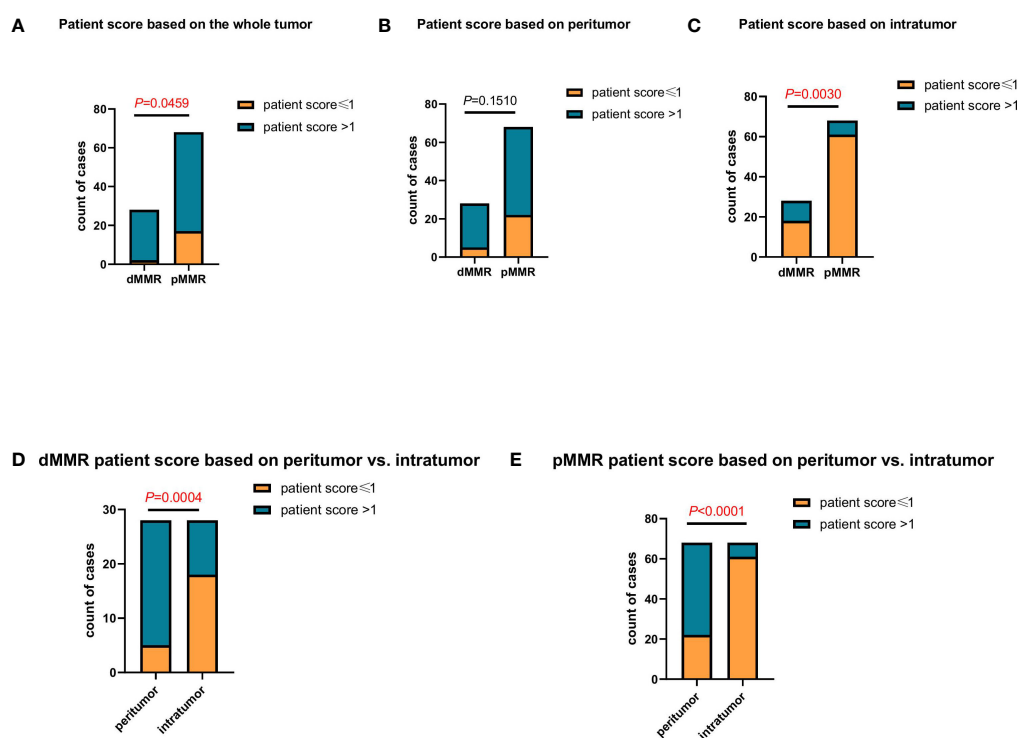 A Patient score based on the whole tumor
P=0.0459
patient score≤1
patient score >1
count of cases
80
60
40
20
0
dMMR pMMR
B Patient score based on peritumor
P=0.1510
patient score≤1
patient score >1
count of cases
80
60
40
20
0
dMMR pMMR
C Patient score based on intratumor
P=0.0030
patient score≤1
patient score >1
count of cases
80
60
40
20
0
dMMR pMMR
D dMMR patient score based on peritumor vs. intratumor
P=0.0004
patient score≤1
patient score >1
count of cases
30
20
10
0
peritumor
intratumor
E pMMR patient score based on peritumor vs. intratumor
P<0.0001
patient score≤1
patient score >1
count of cases
80
60
40
20
0
peritumor
intratumor